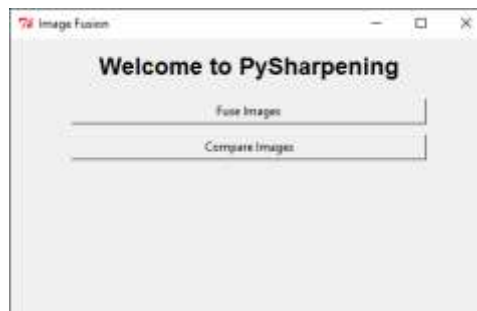 Image Fusion
Welcome to PySharpening
Fuse Images
Compare Images